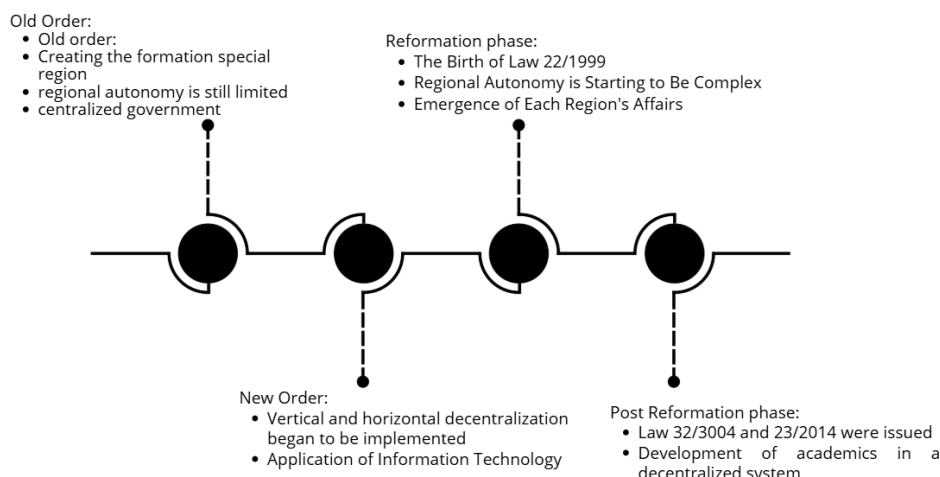 Old Order:
• Old order:
• Creating the formation special
region
• regional autonomy is still limited
• centralized government
Reformation phase:
• The Birth of Law 22/1999
• Regional Autonomy is Starting to Be Complex
• Emergence of Each Region's Affairs
New Order:
• Vertical and horizontal decentralization
began to be implemented
• Application of Information Technology
Post Reformation phase:
• Law 32/3004 and 23/2014 were issued
• Development of academics in a
decentralized system